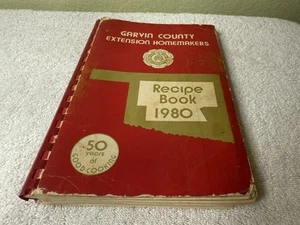 GARVIN COUNTY
EXTENSION HOMEMAKERS
Recipe
Book
1980
50
years
of
GOOD COOKING